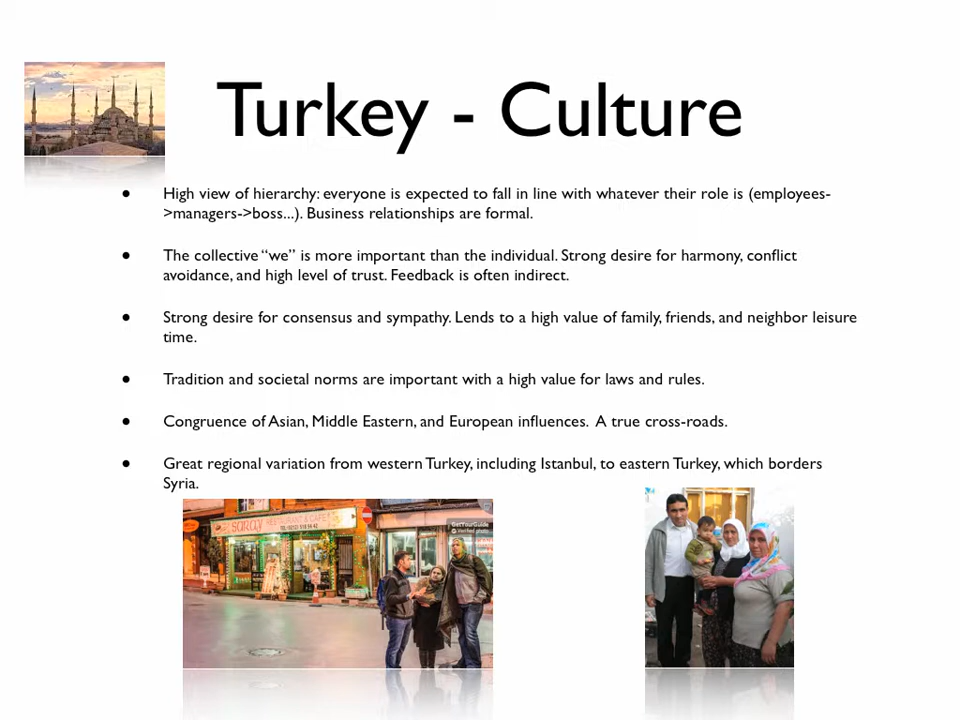 Turkey - Culture
• High view of hierarchy: everyone is expected to fall in line with whatever their role is (employees-
>managers->boss...). Business relationships are formal.
• The collective “we” is more important than the individual. Strong desire for harmony, conflict
avoidance, and high level of trust. Feedback is often indirect.
• Strong desire for consensus and sympathy. Lends to a high value of family, friends, and neighbor leisure
time.
• Tradition and societal norms are important with a high value for laws and rules.
• Congruence of Asian, Middle Eastern, and European influences. A true cross-roads.
• Great regional variation from western Turkey, including Istanbul, to eastern Turkey, which borders
Syria.
SARAY RESTAURANT & CAFE
GetYourGuide
Verified photo